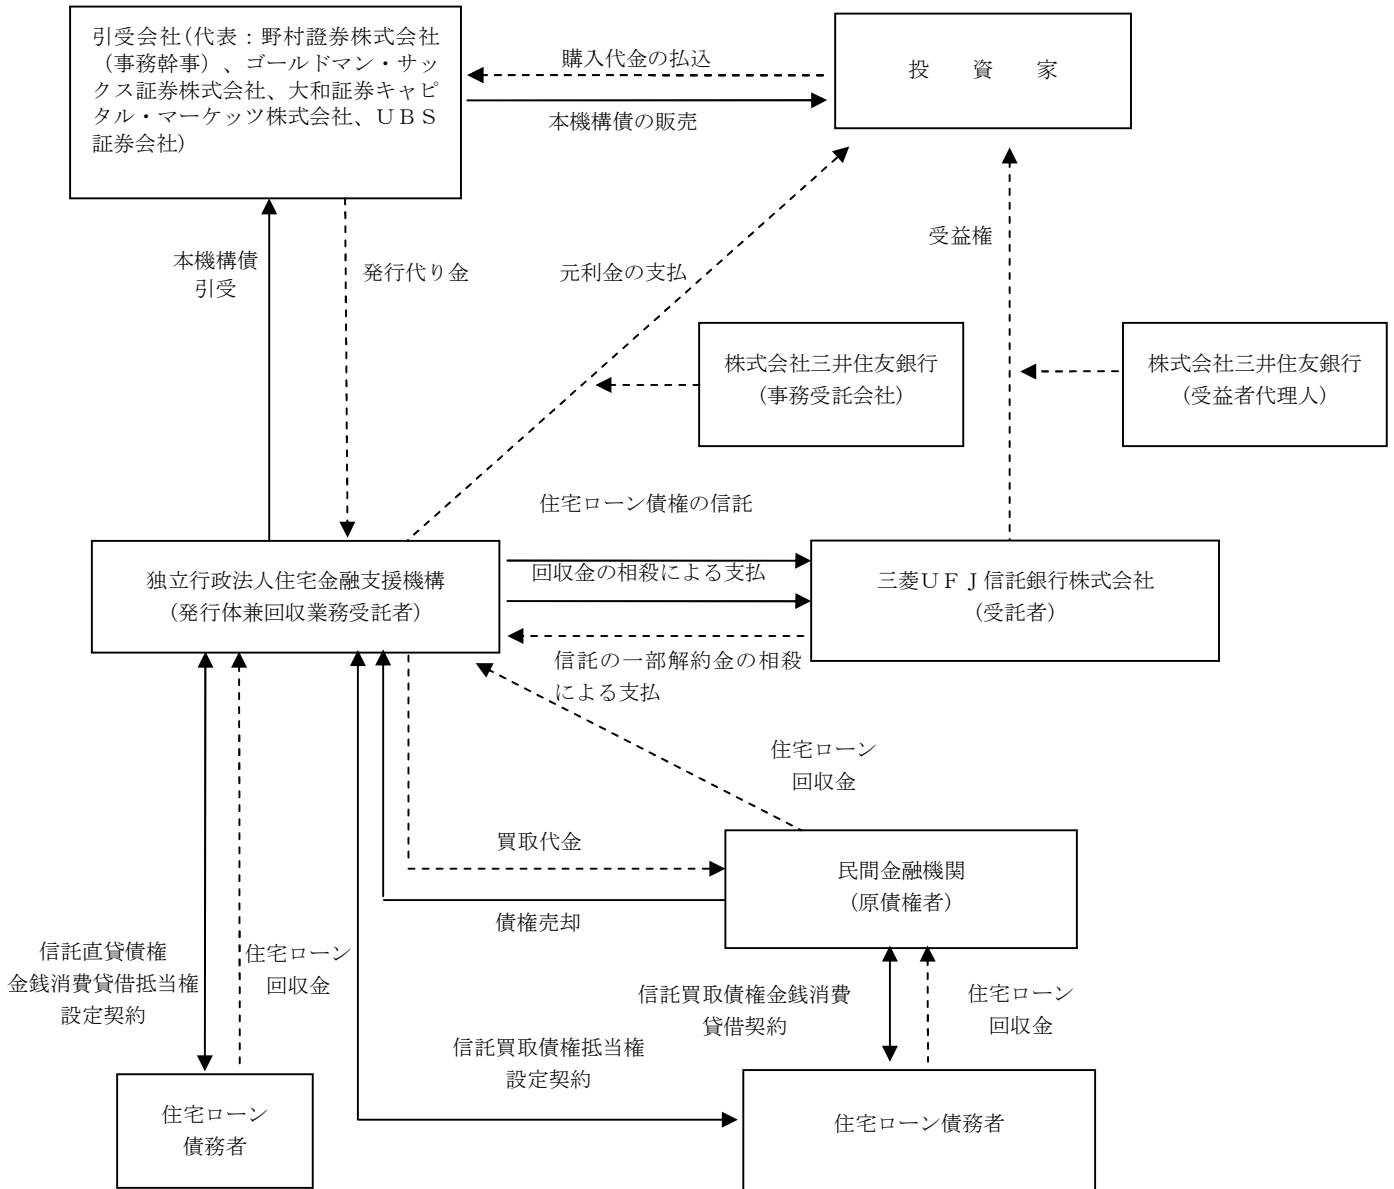 引受会社(代表：野村證券株式会社
（事務幹事）、ゴールドマン・サッ
クス証券株式会社、大和証券キャピ
タル・マーケッツ株式会社、ＵＢＳ
証券会社)
購入代金の払込
本機構債の販売
投　資　家
本機構債
引受
発行代り金
元利金の支払
受益権
株式会社三井住友銀行
（事務受託会社）
株式会社三井住友銀行
（受益者代理人）
住宅ローン債権の信託
独立行政法人住宅金融支援機構
（発行体兼回収業務受託者）
回収金の相殺による支払
三菱ＵＦＪ信託銀行株式会社
（受託者）
信託の一部解約金の相殺
による支払
住宅ローン
回収金
買取代金
民間金融機関
（原債権者）
債権売却
信託直貸債権
金銭消費貸借抵当権
設定契約
住宅ローン
回収金
信託買取債権金銭消費
貸借契約
住宅ローン
回収金
信託買取債権抵当権
設定契約
住宅ローン
債務者
住宅ローン債務者